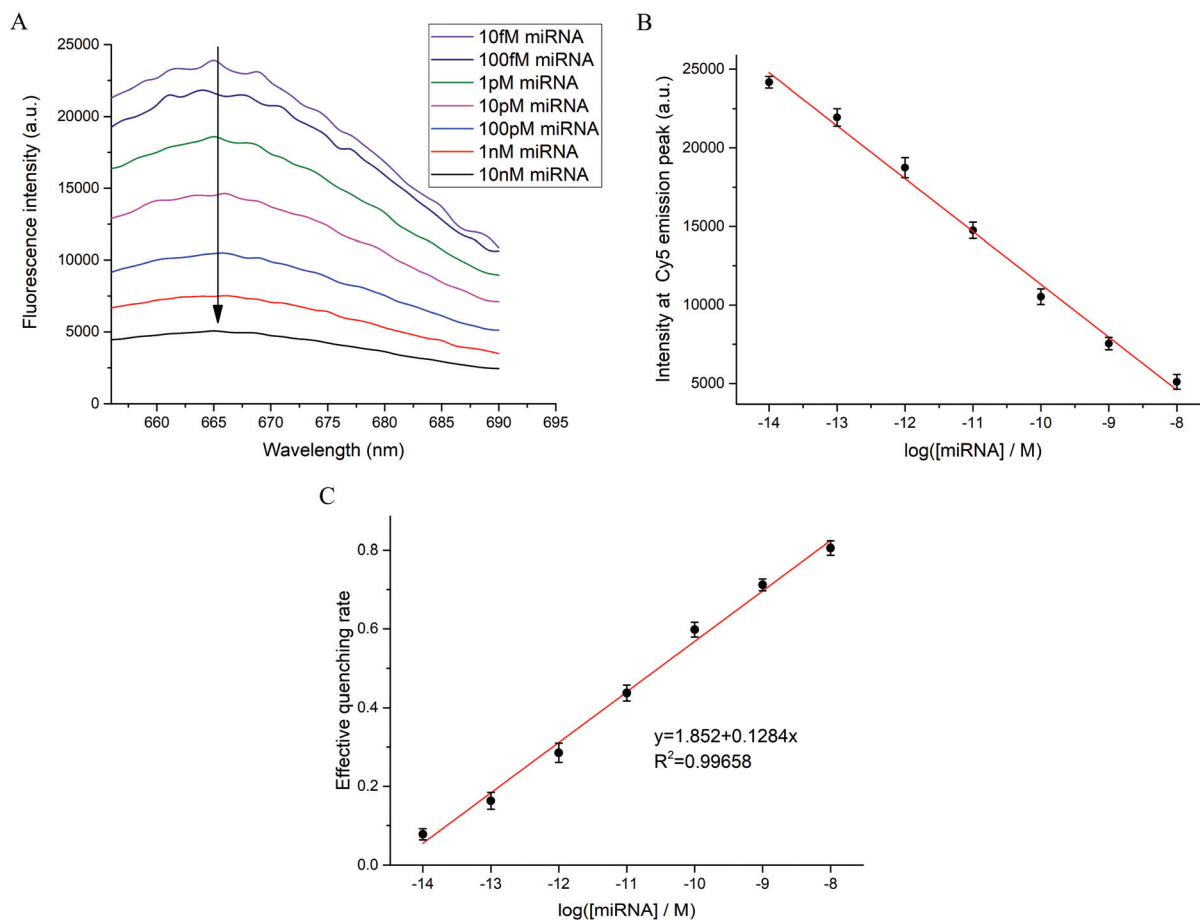 A
10fM miRNA
100fM miRNA
1pM miRNA
10pM miRNA
100pM miRNA
1nM miRNA
10nM miRNA
25000
20000
15000
10000
5000
0
Fluorescence intensity (a.u.)
660 665 670 675 680 685 690 695
Wavelength (nm)
B
25000
20000
15000
10000
5000
Intensity at Cy5 emission peak (a.u.)
-14 -13 -12 -11 -10 -9 -8
log([miRNA] / M)
C
0.8
0.6
0.4
0.2
0.0
Effective quenching rate
y=1.852+0.1284x
R²=0.99658
-14 -13 -12 -11 -10 -9 -8
log([miRNA] / M)